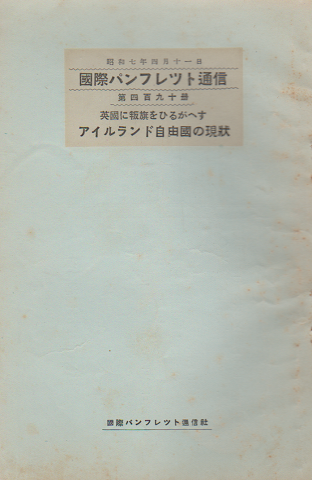 昭和七年四月十一日
國際パンフレツト通信
第四百九十册
英國に叛旗をひるがへす
アイルランド自由國の現狀
國際パンフレツト通信社